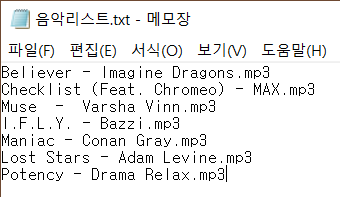 음악리스트.txt - 메모장
파일(F) 편집(E) 서식(O) 보기(V) 도움말(H)
Believer - Imagine Dragons.mp3
Checklist (Feat. Chromeo) - MAX.mp3
Muse  -  Varsha Vinn.mp3
I.F.L.Y. - Bazzi.mp3
Maniac - Conan Gray.mp3
Lost Stars - Adam Levine.mp3
Potency - Drama Relax.mp3